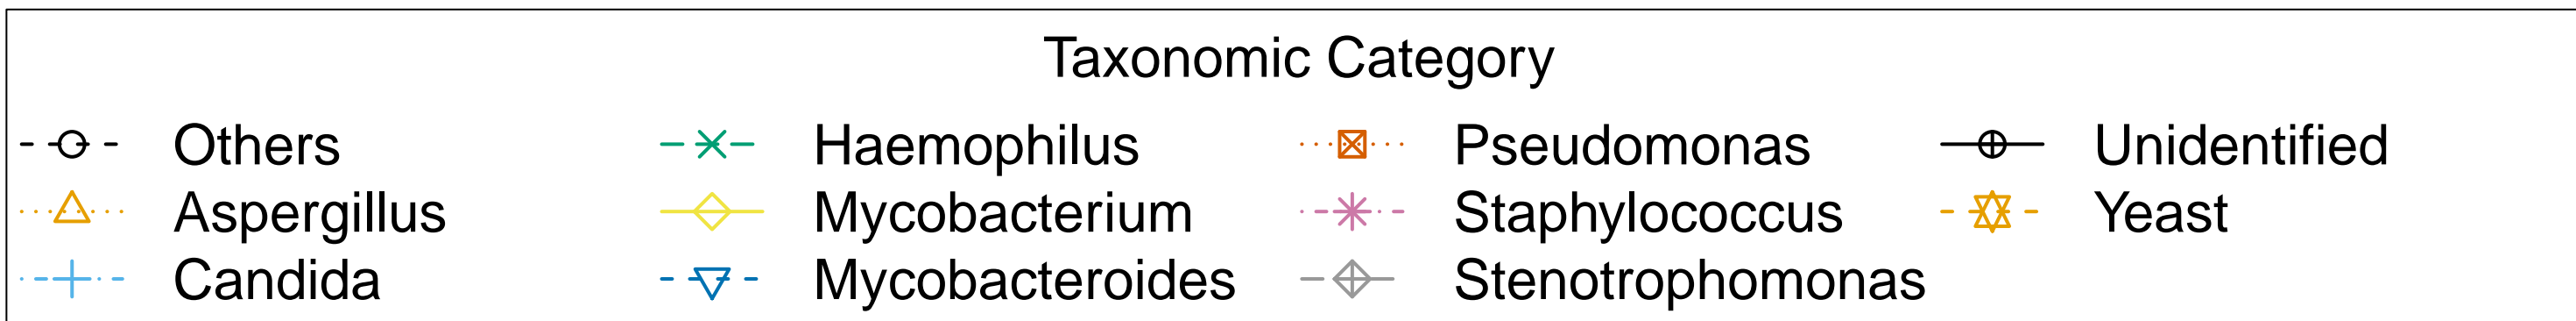 Taxonomic Category
Others
Haemophilus
Pseudomonas
Unidentified
Aspergillus
Mycobacterium
Staphylococcus
Yeast
Candida
Mycobacteroides
Stenotrophomonas